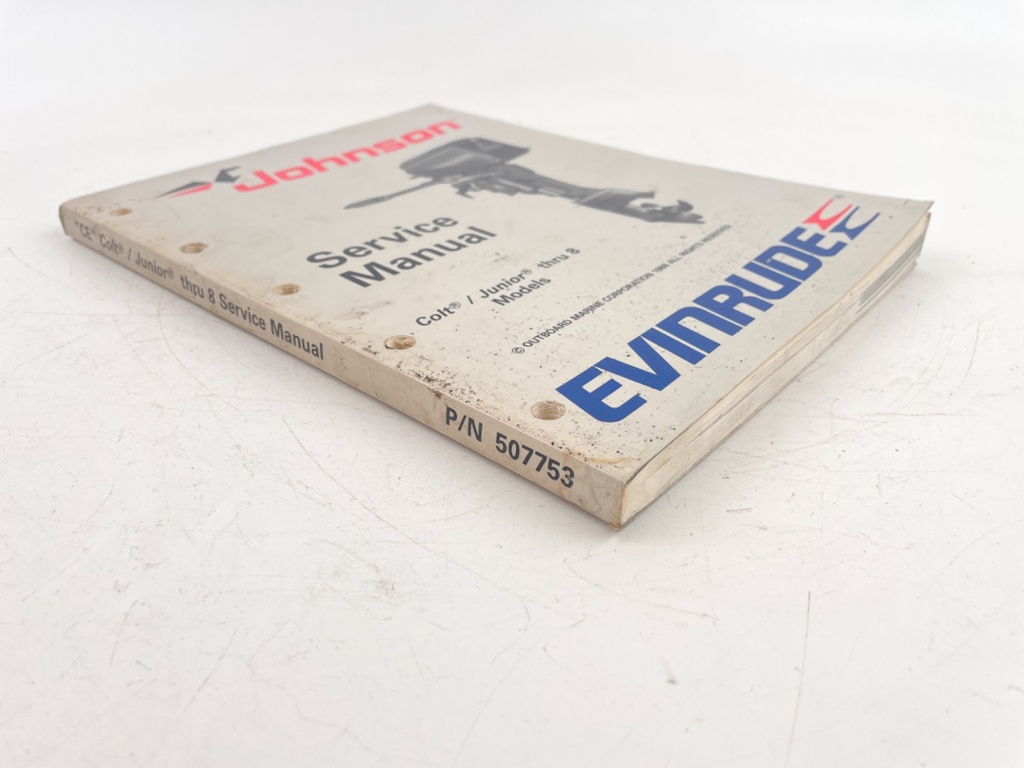 Johnson
Service
Manual
Colt® / Junior® thru 8
Models
© OUTBOARD MARINE CORPORATION ALL RIGHTS RESERVED
EVINRUDE
"CE" Colt® / Junior® thru 8 Service Manual
P/N 507753